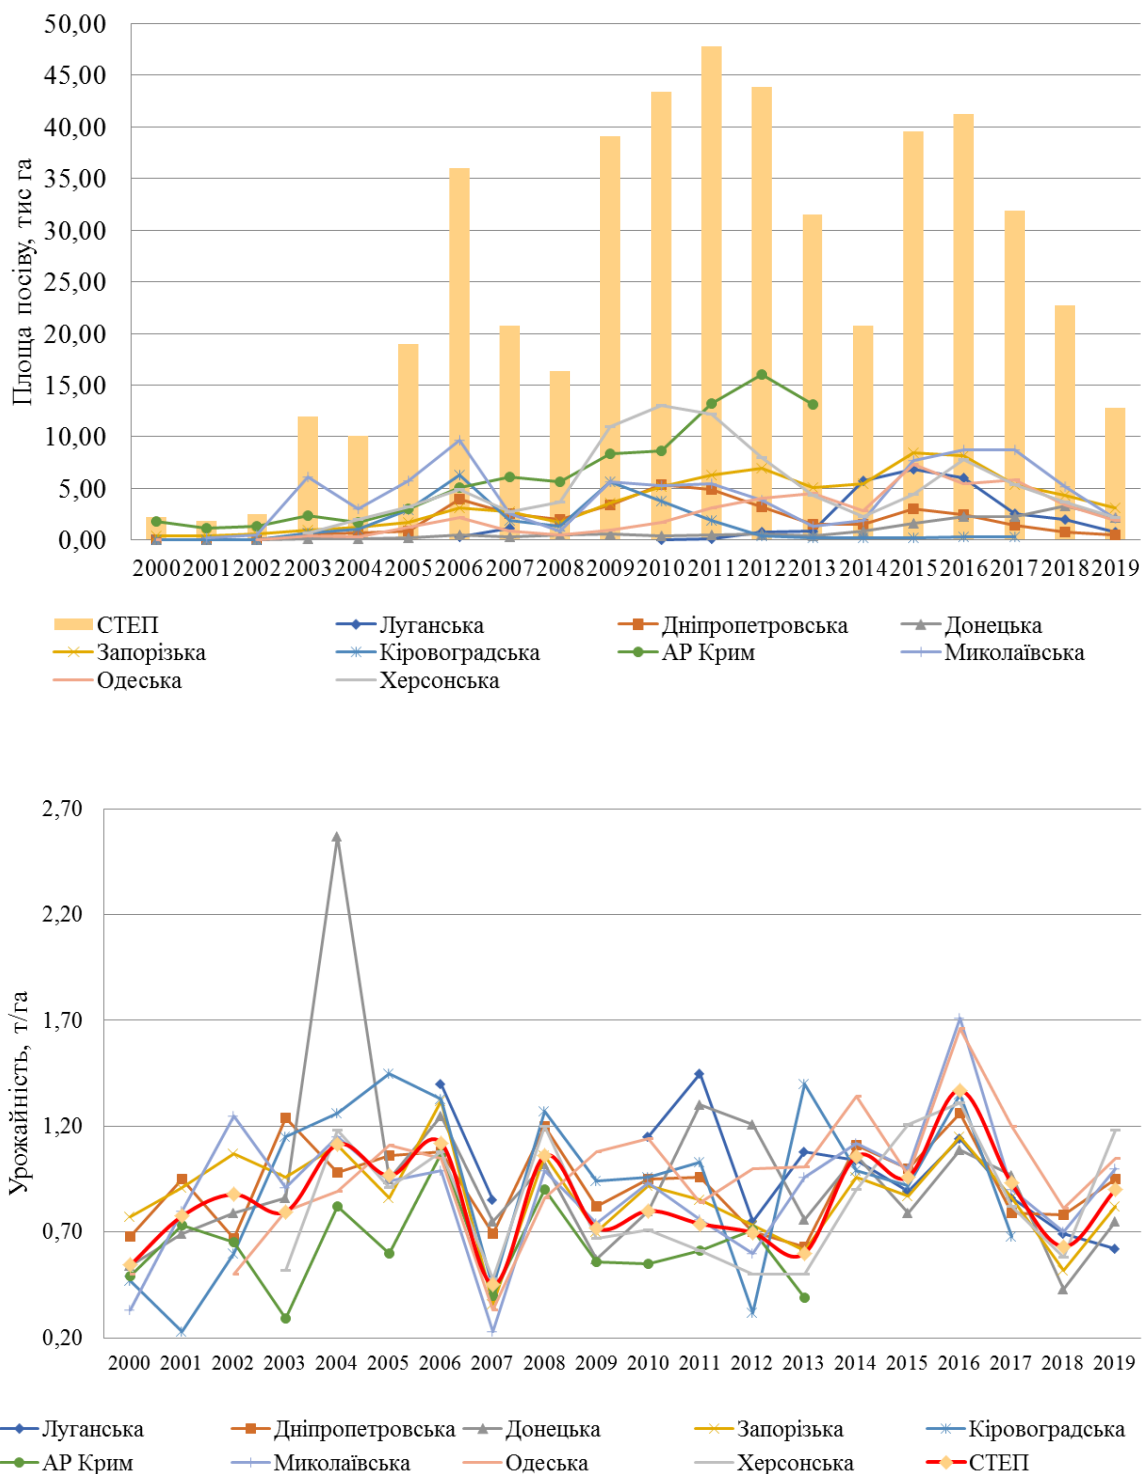 50,00
45,00
40,00
35,00
30,00
25,00
20,00
15,00
10,00
5,00
0,00
Площа посіву, тис га
2000 2001 2002 2003 2004 2005 2006 2007 2008 2009 2010 2011 2012 2013 2014 2015 2016 2017 2018 2019
СТЕП Луганська Дніпропетровська Донецька
Запорізька Кіровоградська АР Крим Миколаївська
Одеська Херсонська
2,70
2,20
1,70
1,20
0,70
0,20
Урожайність, т/га
2000 2001 2002 2003 2004 2005 2006 2007 2008 2009 2010 2011 2012 2013 2014 2015 2016 2017 2018 2019
Луганська Дніпропетровська Донецька Запорізька Кіровоградська
АР Крим Миколаївська Одеська Херсонська СТЕП